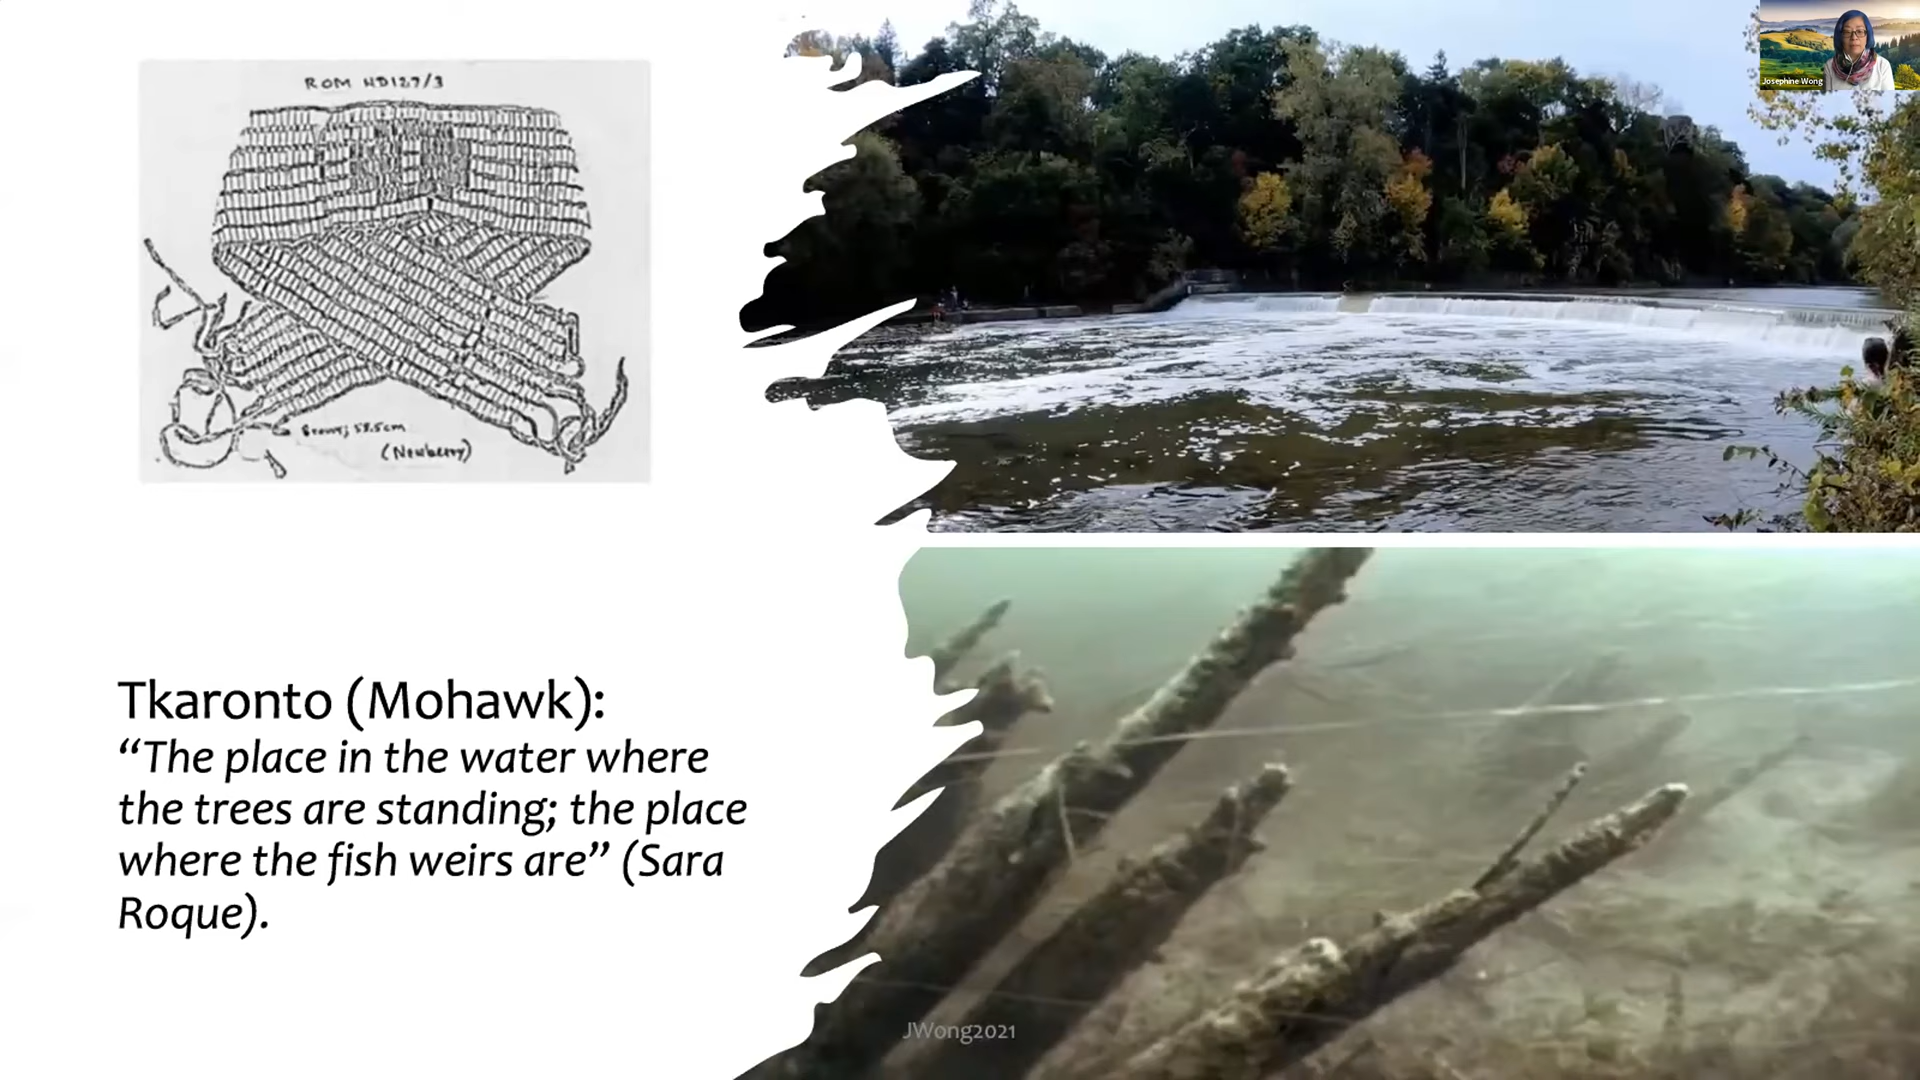 ROM HD127/3
58.5cm
(Newberry)
Josephine Wong
Tkaronto (Mohawk):
“The place in the water where
the trees are standing; the place
where the fish weirs are” (Sara
Roque).
JWong2021